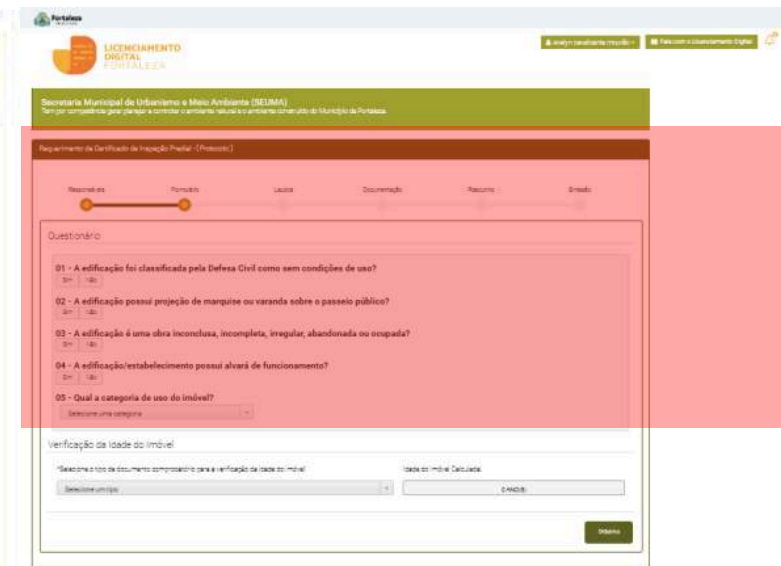 Fortaleza
LICENCIAMENTO
DIGITAL
FORTALEZA
Fale com o Licenciamento Digital
Secretaria Municipal de Urbanismo e Meio Ambiente (SEUMA)
Tem por competência geral planejar e controlar o ambiente natural e o ambiente construído do Município de Fortaleza.
Requerimento de Certificado de Inspeção Predial - [Protocolo: ]
Responsáveis Formulário Laudos Documentação Rascunho Emissão
Questionário
01 - A edificação foi classificada pela Defesa Civil como sem condições de uso?
Sim Não
02 - A edificação possui projeção de marquise ou varanda sobre o passeio público?
Sim Não
03 - A edificação é uma obra inconclusa, incompleta, irregular, abandonada ou ocupada?
Sim Não
04 - A edificação/estabelecimento possui alvará de funcionamento?
Sim Não
05 - Qual a categoria de uso do imóvel?
Selecione uma categoria
Verificação da Idade do Imóvel
*Selecione o tipo de documento comprobatório para a verificação da idade do imóvel Idade do Imóvel Calculada:
Selecione um tipo 0 ANO(S)
Próximo